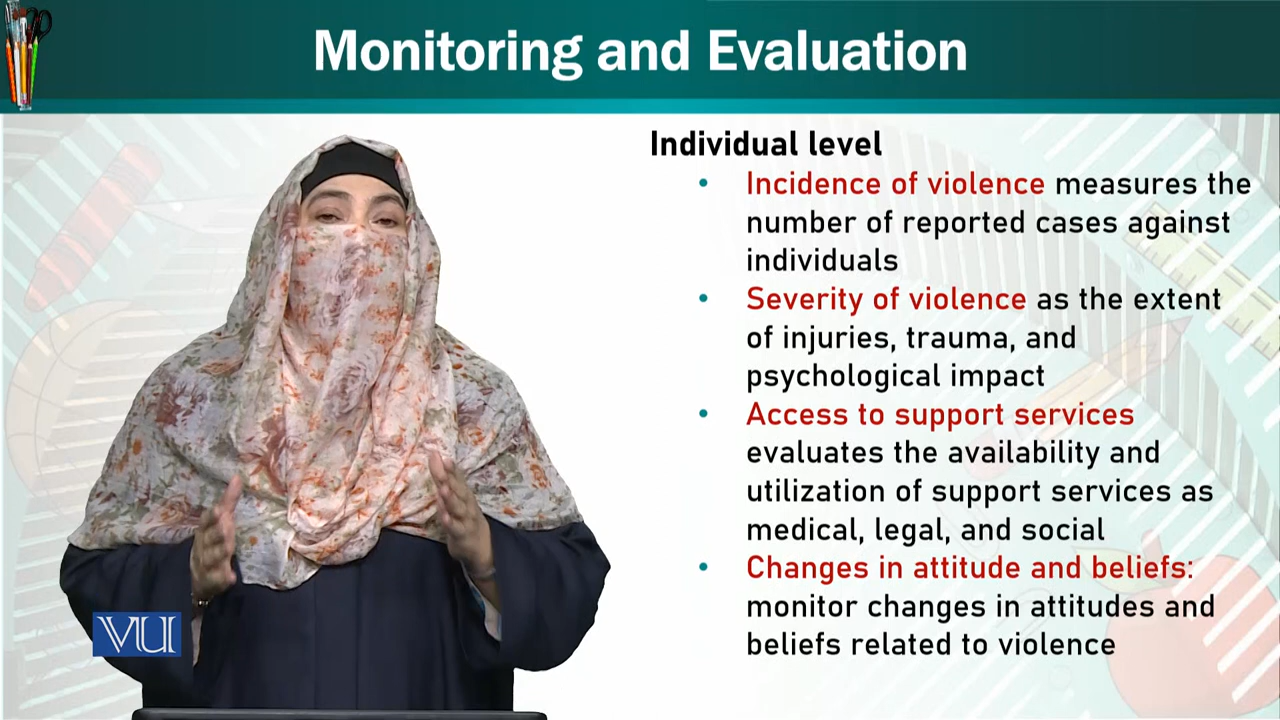 Monitoring and Evaluation
Individual level
• Incidence of violence measures the
number of reported cases against
individuals
• Severity of violence as the extent
of injuries, trauma, and
psychological impact
• Access to support services
evaluates the availability and
utilization of support services as
medical, legal, and social
• Changes in attitude and beliefs:
monitor changes in attitudes and
beliefs related to violence
VU